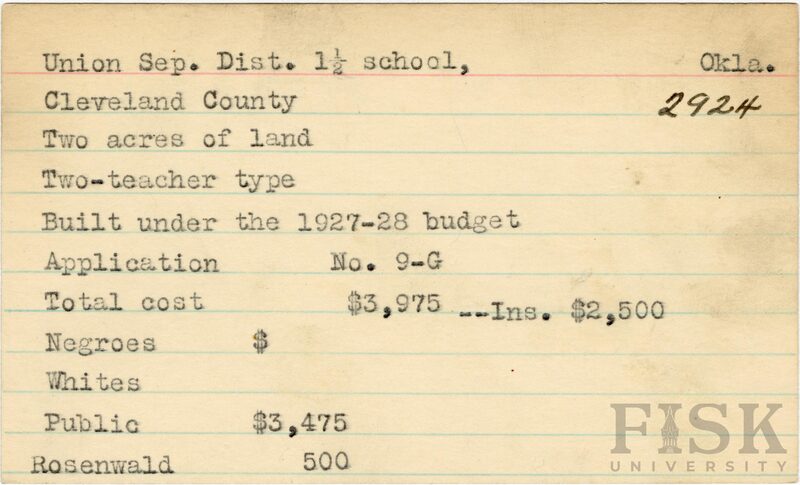 Union Sep. Dist. 1½ school, Okla.
Cleveland County 2924
Two acres of land
Two-teacher type
Built under the 1927-28 budget
Application No. 9-G
Total cost $3,975 --Ins. $2,500
Negroes $
Whites
Public $3,475
Rosenwald 500
FISK
UNIVERSITY